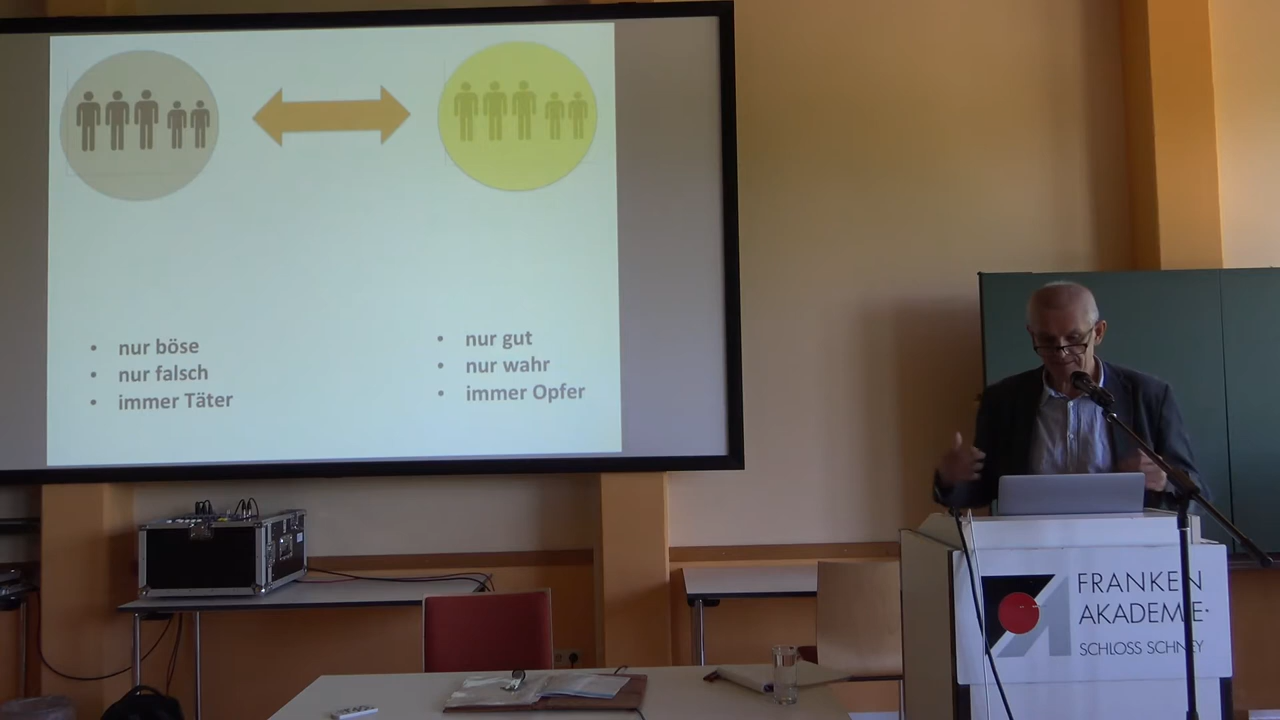 • nur böse
• nur falsch
• immer Täter
• nur gut
• nur wahr
• immer Opfer
FRANKEN
AKADEMIE
SCHLOSS SCHNEY